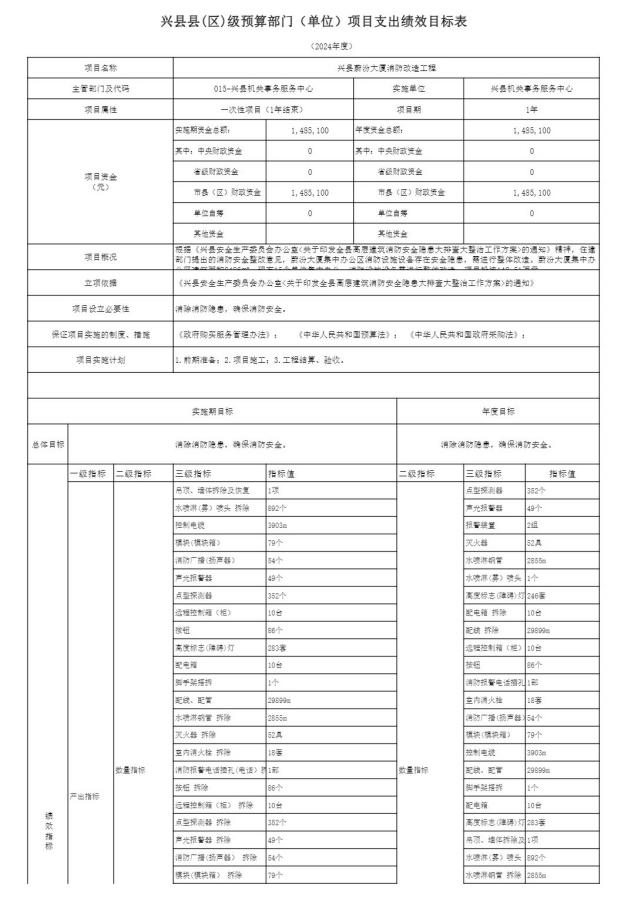 兴县县(区)级预算部门（单位）项目支出绩效目标表
（2024年度）
项目名称 兴县蔚汾大厦消防改造工程
主管部门及代码 015-兴县机关事务服务中心 实施单位 兴县机关事务服务中心
项目属性 一次性项目（1年结束） 项目期 1年
项目资金（元） 实施期资金总额： 1,485,100 年度资金总额： 1,485,100
其中：中央财政资金 0 其中：中央财政资金 0
省级财政资金 0 省级财政资金 0
市县（区）财政资金 1,485,100 市县（区）财政资金 1,485,100
单位自筹 0 单位自筹 0
其他资金 其他资金
项目概况 根据《兴县安全生产委员会办公室<关于印发全县高层建筑消防安全隐患大排查大整治工作方案>的通知》精神，在建
部门提出的消防安全整改意见，蔚汾大厦集中办公区消防设施设备存在安全隐患，需进行整体改造，蔚汾大厦集中办
立项依据 《兴县安全生产委员会办公室<关于印发全县高层建筑消防安全隐患大排查大整治工作方案>的通知》
项目设立必要性 消除消防隐患，确保消防安全。
保证项目实施的制度、措施 《政府购买服务管理办法》； 《中华人民共和国预算法》； 《中华人民共和国政府采购法》；
项目实施计划 1.前期准备；2.项目施工；3.工程结算、验收。
实施期目标 年度目标
总体目标 消除消防隐患，确保消防安全。 消除消防隐患，确保消防安全。
一级指标 二级指标 三级指标 指标值 二级指标 三级指标 指标值
吊顶、墙体拆除及恢复 1项 点型探测器 352个
水喷淋(雾）喷头 拆除 892个 声光报警器 49个
控制电缆 3903m 报警装置 2组
模块(模块箱） 79个 灭火器 52具
消防广播(扬声器） 54个 水喷淋钢管 2855m
声光报警器 49个 水喷淋(雾）喷头 1个
点型探测器 352个 高度标志(障碍)灯 246套
远程控制箱（柜） 10台 配电箱 拆除 10台
按钮 86个 配线 拆除 29899m
高度标志(障碍)灯 283套 远程控制箱（柜） 10台
配电箱 10台 按钮 86个
脚手架搭拆 1个 消防报警电话插孔 1部
配线、配管 29899m 室内消火栓 18套
水喷淋钢管 拆除 2855m 消防广播(扬声器） 54个
灭火器 拆除 52具 模块(模块箱） 79个
室内消火栓 拆除 18套 控制电缆 3903m
绩效指标 产出指标 数量指标 消防报警电话插孔(电话）拆 1部 数量指标 配线、配管 29899m
按钮 拆除 86个 脚手架搭拆 1个
远程控制箱（柜） 拆除 10台 配电箱 10台
点型探测器 拆除 352个 高度标志(障碍)灯 283套
声光报警器 拆除 49个 吊顶、墙体拆除及 1项
消防广播(扬声器） 拆除 54个 水喷淋(雾）喷头 892个
模块(模块箱） 拆除 79个 水喷淋钢管 拆除 2855m